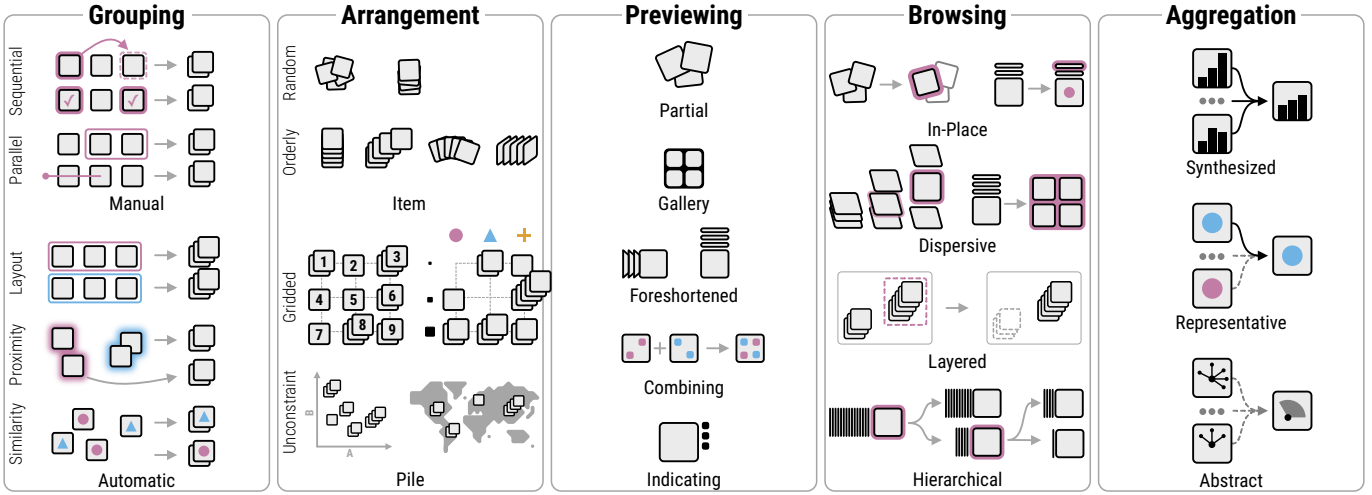 Grouping
Sequential
Parallel
Manual
Layout
Proximity
Similarity
Automatic
Arrangement
Random
Orderly
Item
Gridded
1 2 3
4 5 6
7 8 9
Unconstraint
B
A
Pile
Previewing
Partial
Gallery
Foreshortened
Combining
Indicating
Browsing
In-Place
Dispersive
Layered
Hierarchical
Aggregation
Synthesized
Representative
Abstract